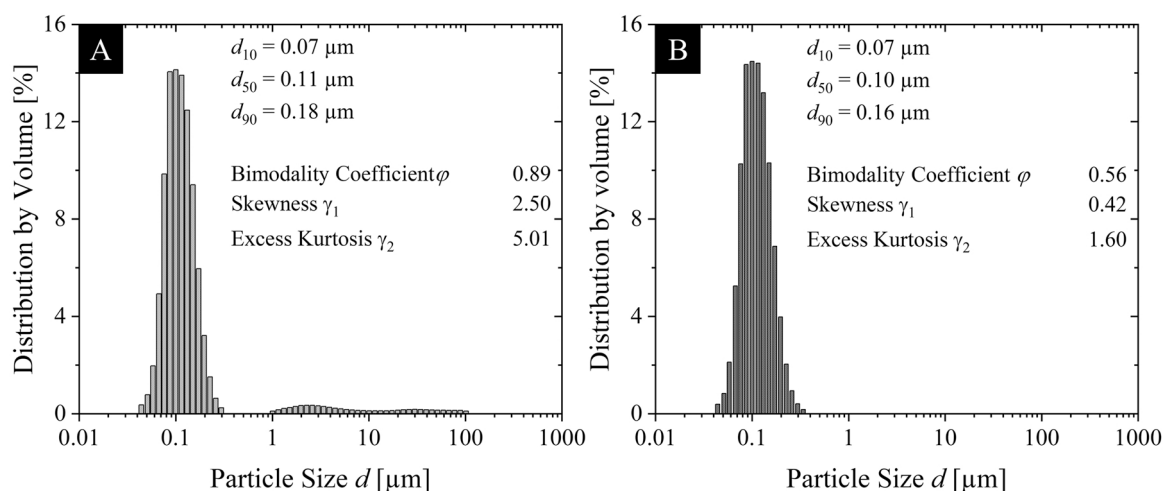 A
d10 = 0.07 µm
d50 = 0.11 µm
d90 = 0.18 µm
Bimodality Coefficientφ 0.89
Skewness γ1 2.50
Excess Kurtosis γ2 5.01
Distribution by Volume [%]
16
12
8
4
0
0.01 0.1 1 10 100 1000
Particle Size d [µm]
B
d10 = 0.07 µm
d50 = 0.10 µm
d90 = 0.16 µm
Bimodality Coefficient φ 0.56
Skewness γ1 0.42
Excess Kurtosis γ2 1.60
Distribution by volume [%]
16
12
8
4
0
0.01 0.1 1 10 100 1000
Particle Size d [µm]